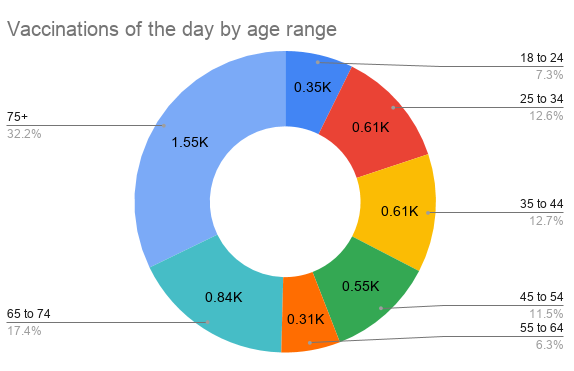 Vaccinations of the day by age range
18 to 24
7.3%
0.35K
25 to 34
12.6%
0.61K
35 to 44
12.7%
0.61K
45 to 54
11.5%
0.55K
55 to 64
6.3%
0.31K
65 to 74
17.4%
0.84K
75+
32.2%
1.55K